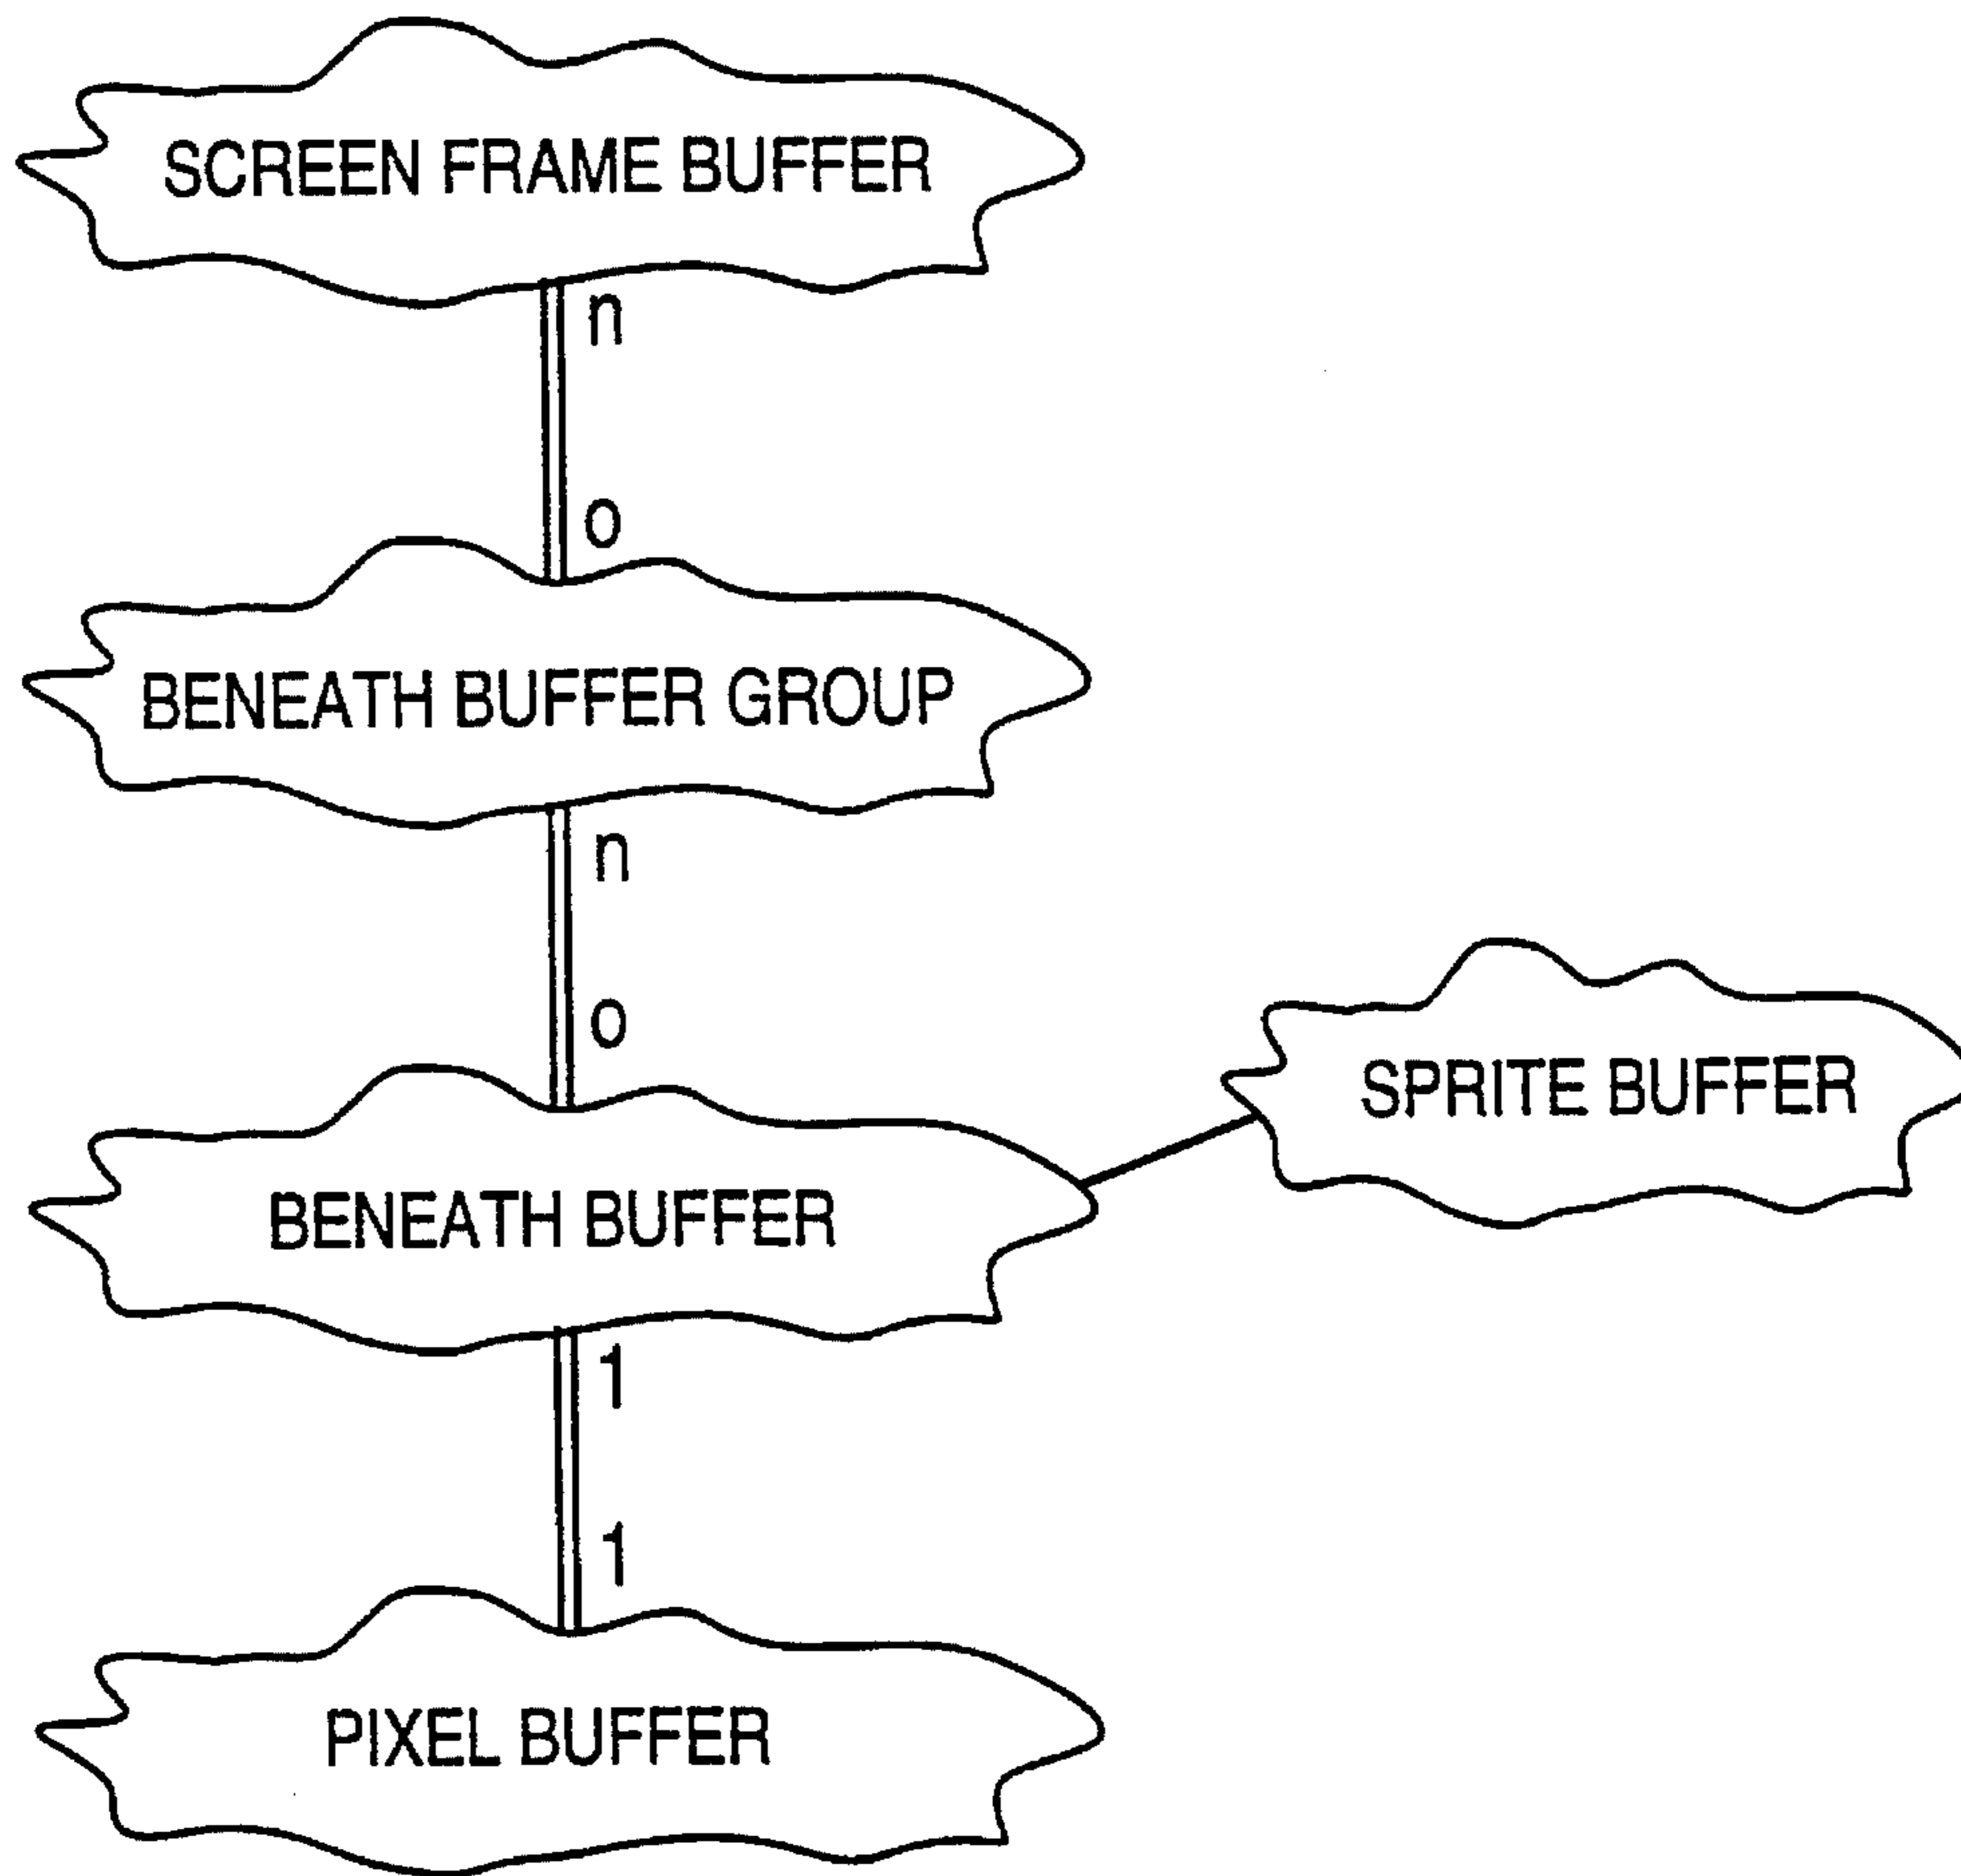 SCREEN FRAME BUFFER
n
o
BENEATH BUFFER GROUP
n
o
SPRITE BUFFER
BENEATH BUFFER
1
1
PIXEL BUFFER